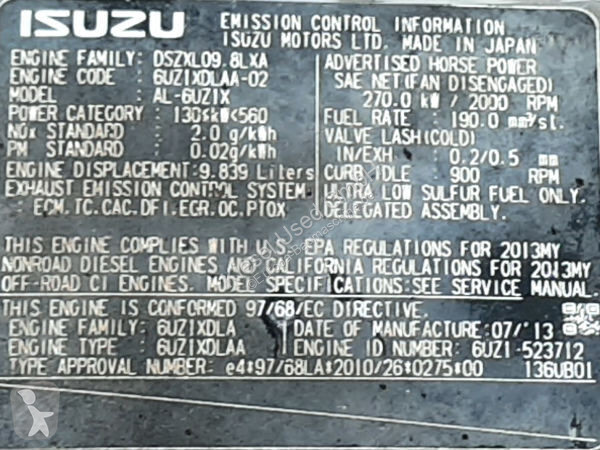 ISUZU
EMISSION CONTROL INFORMATION
ISUZU MOTORS LTD. MADE IN JAPAN
ENGINE FAMILY: DSZXL09.8LXA
ENGINE CODE : 6UZ1XDLAA-02
MODEL : AL-6UZ1X
POWER CATEGORY : 130≤kW<560
NOx STANDARD : 2.0 g/kWh
PM STANDARD : 0.02g/kWh
ENGINE DISPLACEMENT:9.839 Liters
EXHAUST EMISSION CONTROL SYSTEM
ECM.TC.CAC.DFI.EGR.OC.PTOX
ADVERTISED HORSE POWER
SAE NET(FAN DISENGAGED)
270.0 kW / 2000 RPM
FUEL RATE : 190.0 mm³/st.
VALVE LASH(COLD)
IN/EXH : 0.2/0.5 mm
CURB IDLE 900 RPM
ULTRA LOW SULFUR FUEL ONLY.
DELEGATED ASSEMBLY.
THIS ENGINE COMPLIES WITH U.S. EPA REGULATIONS FOR 2013MY
NONROAD DIESEL ENGINES AND CALIFORNIA REGULATIONS FOR 2013MY
OFF-ROAD CI ENGINES. MODEL SPECIFICATIONS:SEE SERVICE MANUAL.
THIS ENGINE IS CONFORMED 97/68/EC DIRECTIVE.
ENGINE FAMILY : 6UZ1XDLA DATE OF MANUFACTURE:07/'13
ENGINE TYPE : 6UZ1XDLAA ENGINE ID NUMBER: 6UZ1-523712
TYPE APPROVAL NUMBER: e4*97/68LA*2010/26*0275*00 136UB01